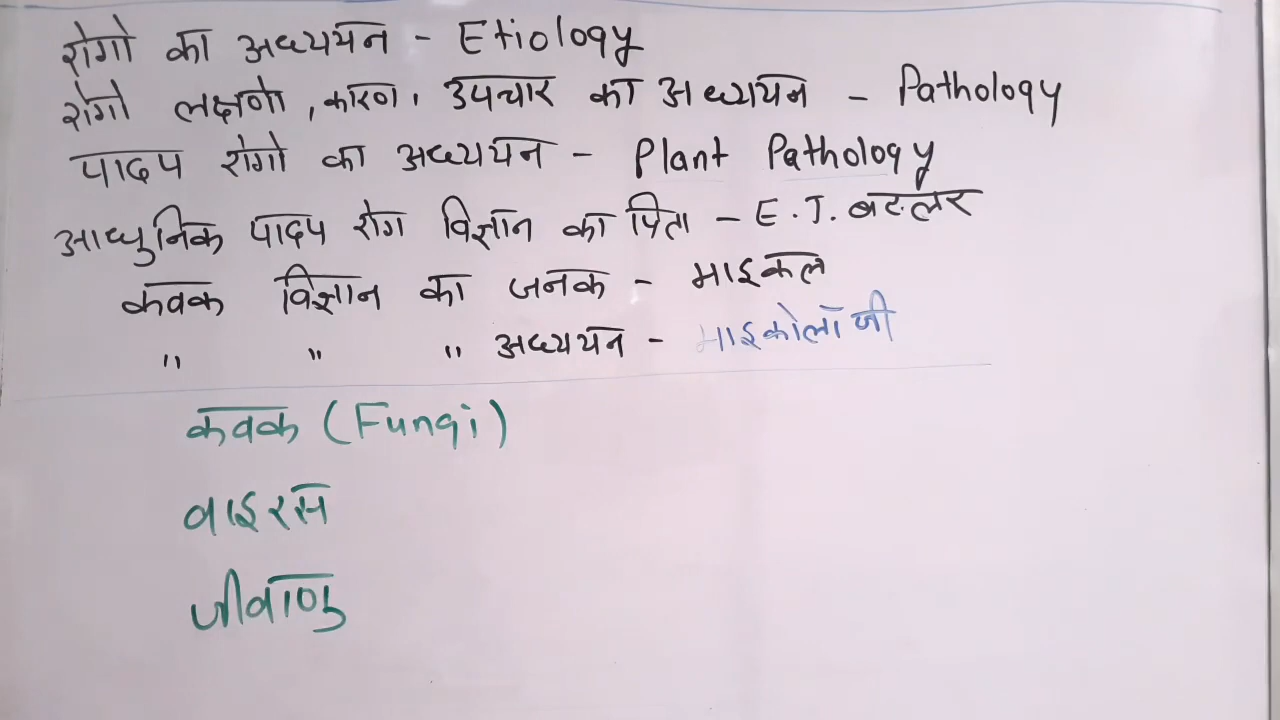 रोगो का अध्ययन - Etiology
रोगो लक्षणो , कारण , उपचार का अध्ययन - Pathology
पादप रोगो का अध्ययन - Plant Pathology
आधुनिक पादप रोग विज्ञान का पिता - E. J. बटलर
कवक विज्ञान का जनक - माइकल
" " " अध्ययन - माइकोलॉजी
कवक (Fungi)
वाइरस
जीवाणु